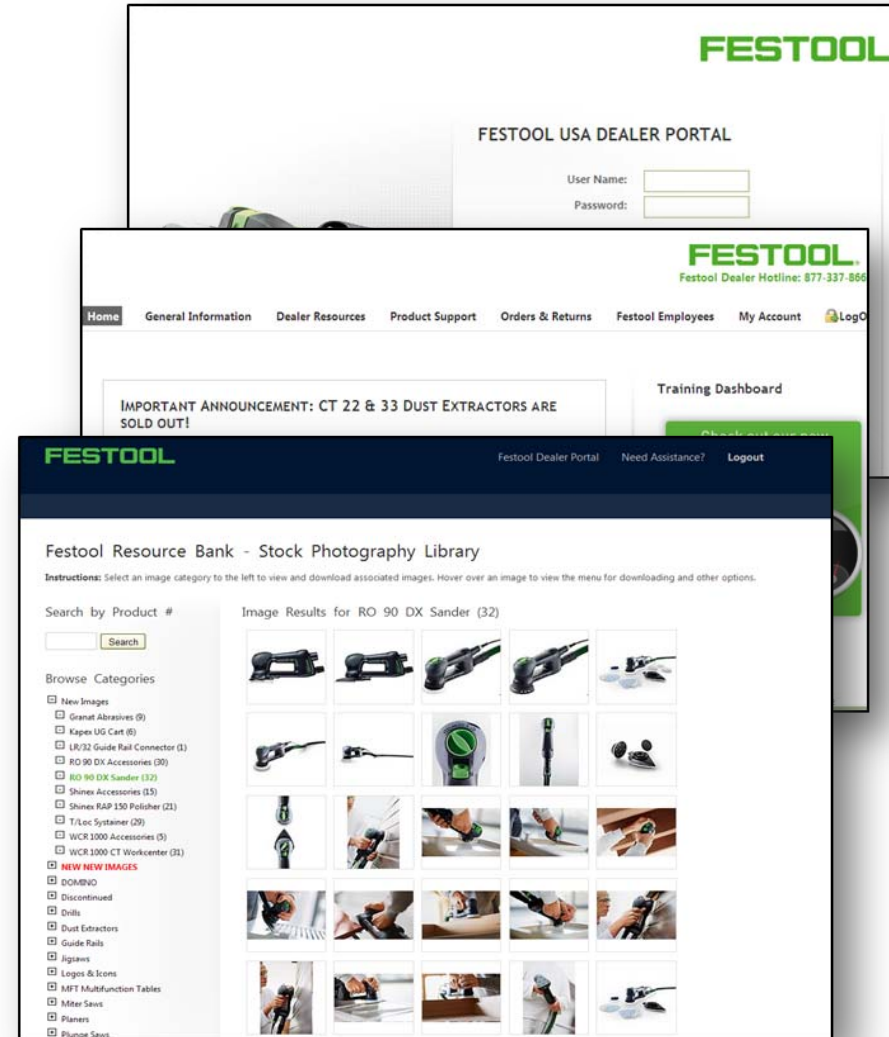 FESTOOL
FESTOOL USA DEALER PORTAL
User Name:
Password:
FESTOOL.
Festool Dealer Hotline: 877-337-866
Home General Information Dealer Resources Product Support Orders & Returns Festool Employees My Account LogO
IMPORTANT ANNOUNCEMENT: CT 22 & 33 DUST EXTRACTORS ARE
SOLD OUT!
Training Dashboard
FESTOOL
Festool Dealer Portal Need Assistance? Logout
Festool Resource Bank - Stock Photography Library
Instructions: Select an image category to the left to view and download associated images. Hover over an image to view the menu for downloading and other options.
Search by Product #
Search
Browse Categories
New Images
Granat Abrasives (9)
Kapex UG Cart (6)
LR/32 Guide Rail Connector (1)
RO 90 DX Accessories (30)
RO 90 DX Sander (32)
Shinex Accessories (15)
Shinex RAP 150 Polisher (21)
T/Loc Systainer (29)
WCR 1000 Accessories (5)
WCR 1000 CT Workcenter (31)
NEW NEW IMAGES
DOMINO
Discontinued
Drills
Dust Extractors
Guide Rails
Jigsaws
Logos & Icons
MFT Multifunction Tables
Miter Saws
Planers
Plunge Saws
Image Results for RO 90 DX Sander (32)